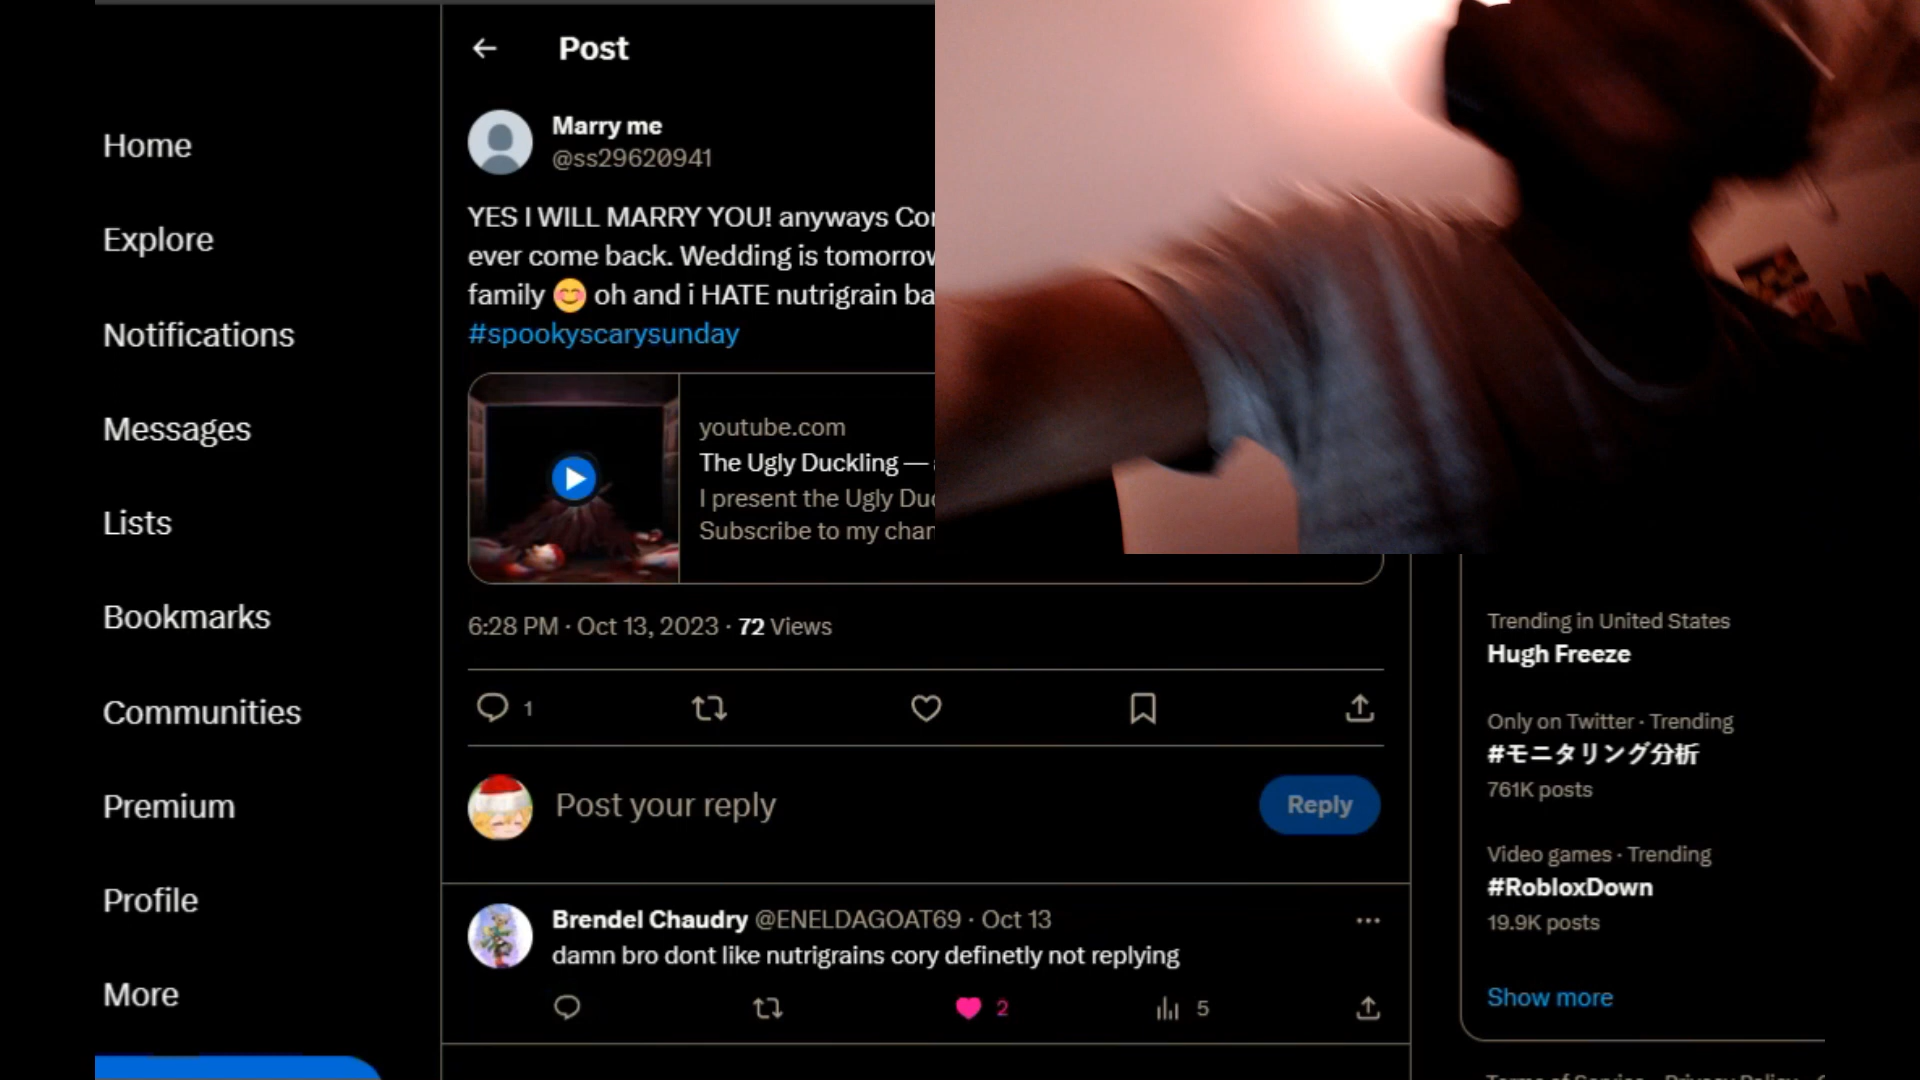 Home
Explore
Notifications
Messages
Lists
Bookmarks
Communities
Premium
Profile
More
Post
Marry me
@ss29620941
YES I WILL MARRY YOU! anyways
ever come back. Wedding is
family 😊 oh and i HATE nutrigrain
#spookyscarysunday
youtube.com
The Ugly Duckling —
I present the Ugly
Subscribe to my
6:28 PM · Oct 13, 2023 · 72 Views
1
Post your reply
Reply
Brendel Chaudry @ENELDAGOAT69 · Oct 13
damn bro dont like nutrigrains cory definetly not replying
2
5
Trending in United States
Hugh Freeze
Only on Twitter · Trending
#モニタリング分析
761K posts
Video games · Trending
#RobloxDown
19.9K posts
Show more